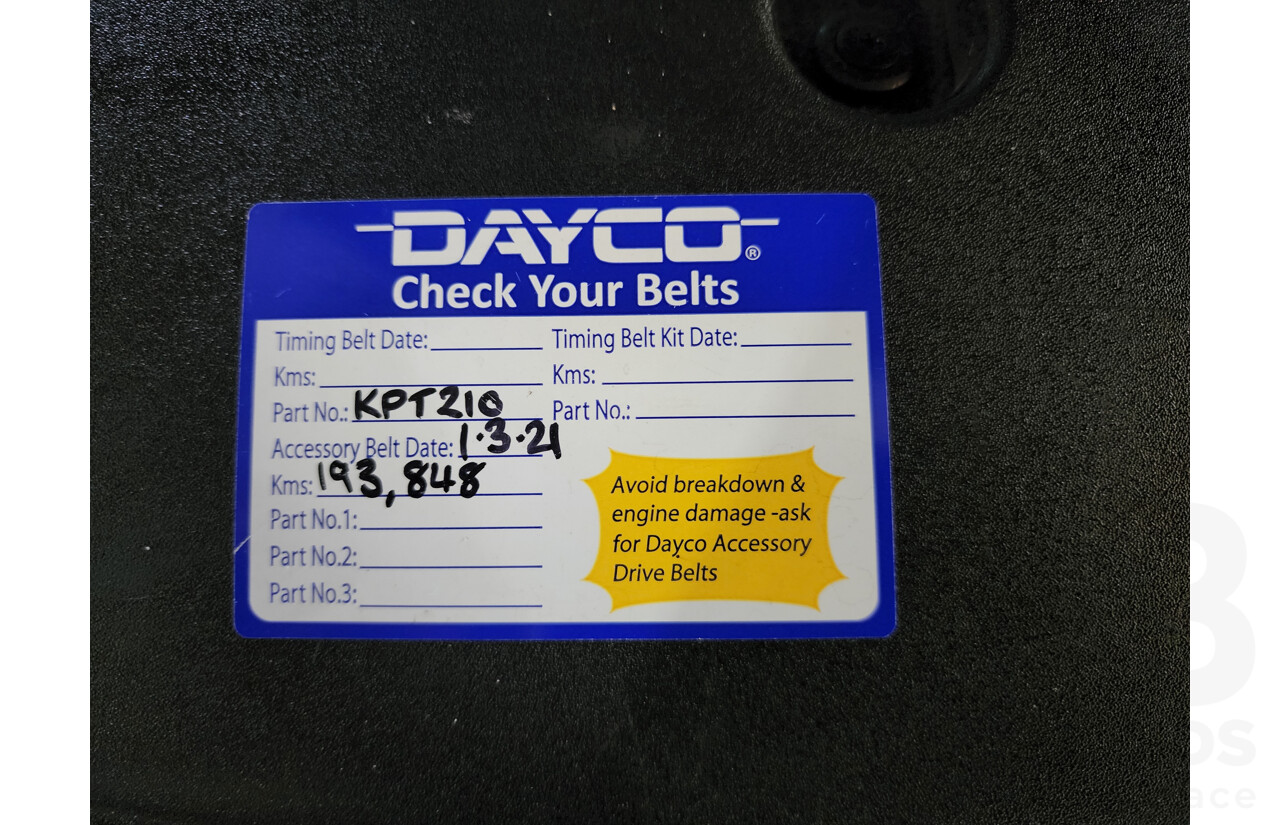 DAYCO®
Check Your Belts
Timing Belt Date:
Timing Belt Kit Date:
Kms:
Kms:
Part No.: KPT210
Part No.:
Accessory Belt Date: 1.3.21
Kms: 193,848
Part No.1:
Part No.2:
Part No.3:
Avoid breakdown &
engine damage -ask
for Dayco Accessory
Drive Belts